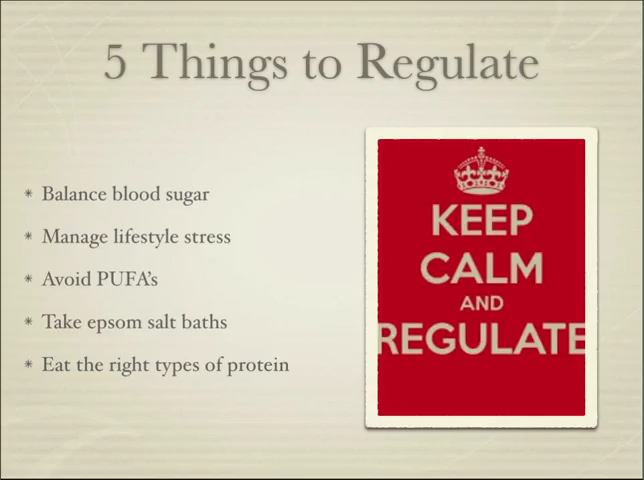 5 Things to Regulate
* Balance blood sugar
* Manage lifestyle stress
* Avoid PUFA's
* Take epsom salt baths
* Eat the right types of protein
KEEP
CALM
AND
REGULATE